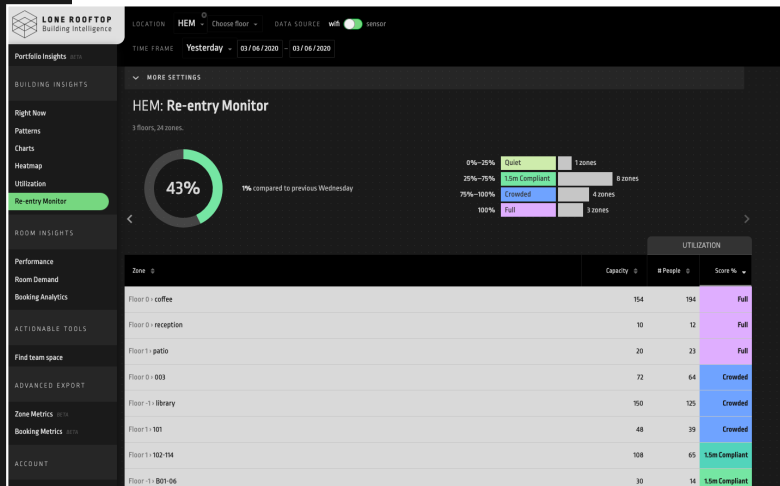 LONE ROOFTOP
Building Intelligence
LOCATION HEM Choose floor DATA SOURCE wifi sensor
TIME FRAME Yesterday 03/06/2020 – 03/06/2020
Portfolio Insights BETA
BUILDING INSIGHTS
Right Now
Patterns
Charts
Heatmap
Utilization
Re-entry Monitor
ROOM INSIGHTS
Performance
Room Demand
Booking Analytics
ACTIONABLE TOOLS
Find team space
ADVANCED EXPORT
Zone Metrics BETA
Booking Metrics BETA
ACCOUNT
MORE SETTINGS
HEM: Re-entry Monitor
3 floors, 24 zones.
43%
1% compared to previous Wednesday
0%–25% Quiet 1 zones
25%–75% 1.5m Compliant 8 zones
75%–100% Crowded 4 zones
100% Full 3 zones
UTILIZATION
Zone Capacity # People Score %
Floor 0 › coffee 154 194 Full
Floor 0 › reception 10 12 Full
Floor 1 › patio 20 23 Full
Floor 0 › 003 72 64 Crowded
Floor -1 › library 150 125 Crowded
Floor 1 › 101 48 39 Crowded
Floor 1 › 102-114 108 65 1.5m Compliant
Floor -1 › B01-06 30 14 1.5m Compliant